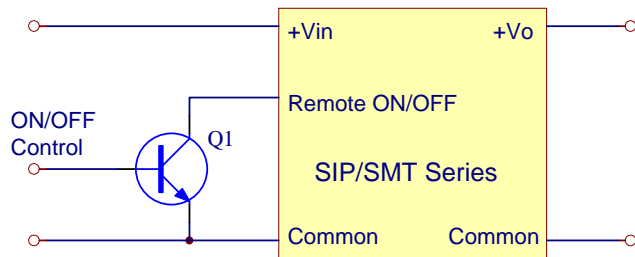 +Vin
+Vo
Remote ON/OFF
ON/OFF
Control
Q1
SIP/SMT Series
Common
Common